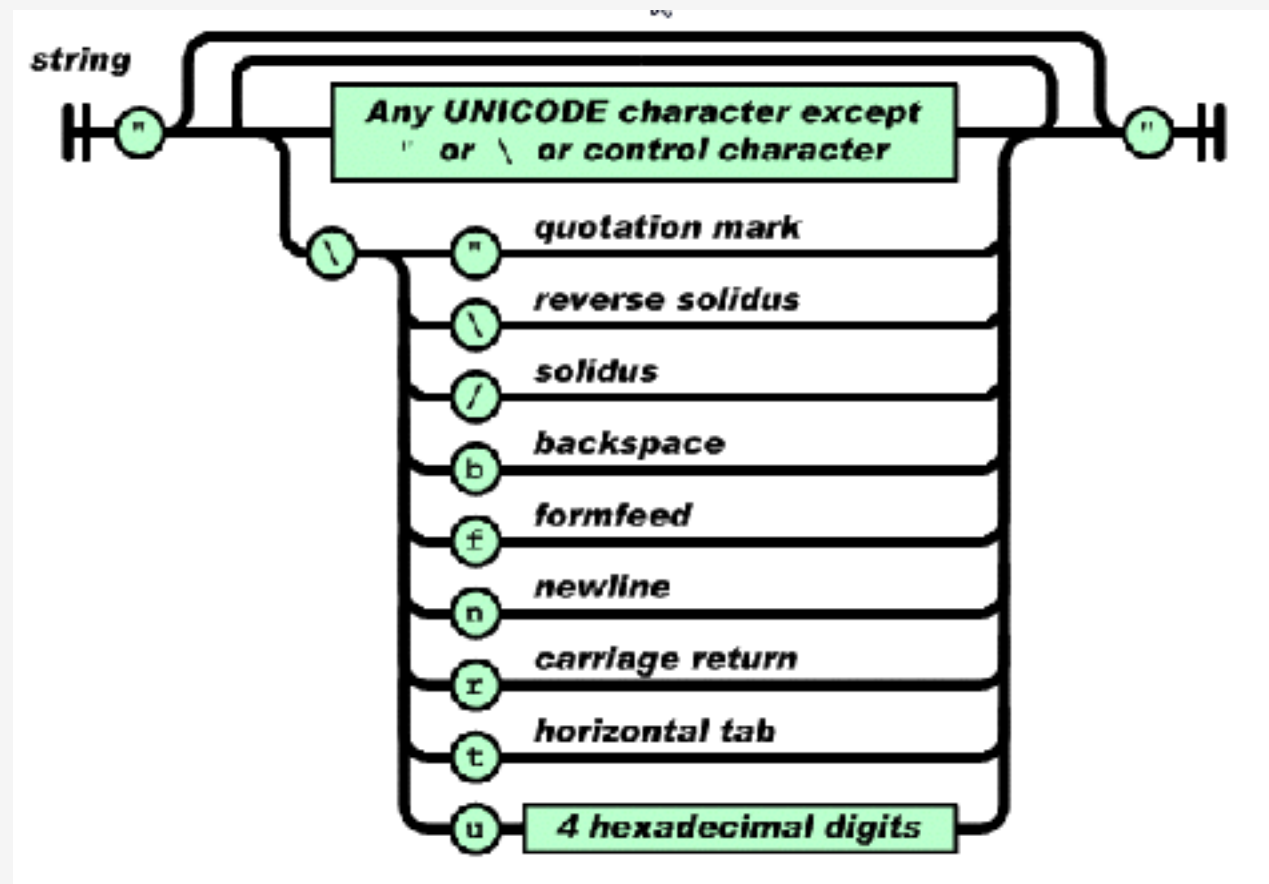 string
"
Any UNICODE character except
" or \ or control character
"
\
" quotation mark
\ reverse solidus
/ solidus
b backspace
f formfeed
n newline
r carriage return
t horizontal tab
u 4 hexadecimal digits